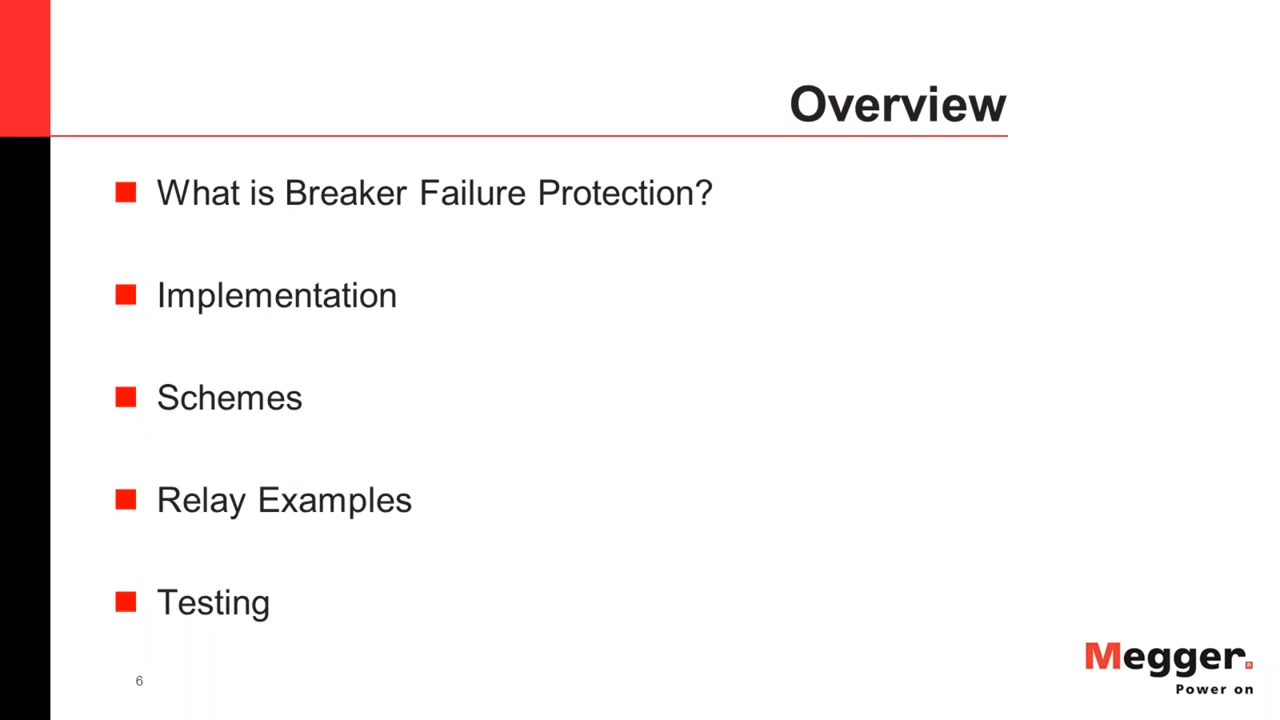 Overview
What is Breaker Failure Protection?
Implementation
Schemes
Relay Examples
Testing
6
Megger.
Power on